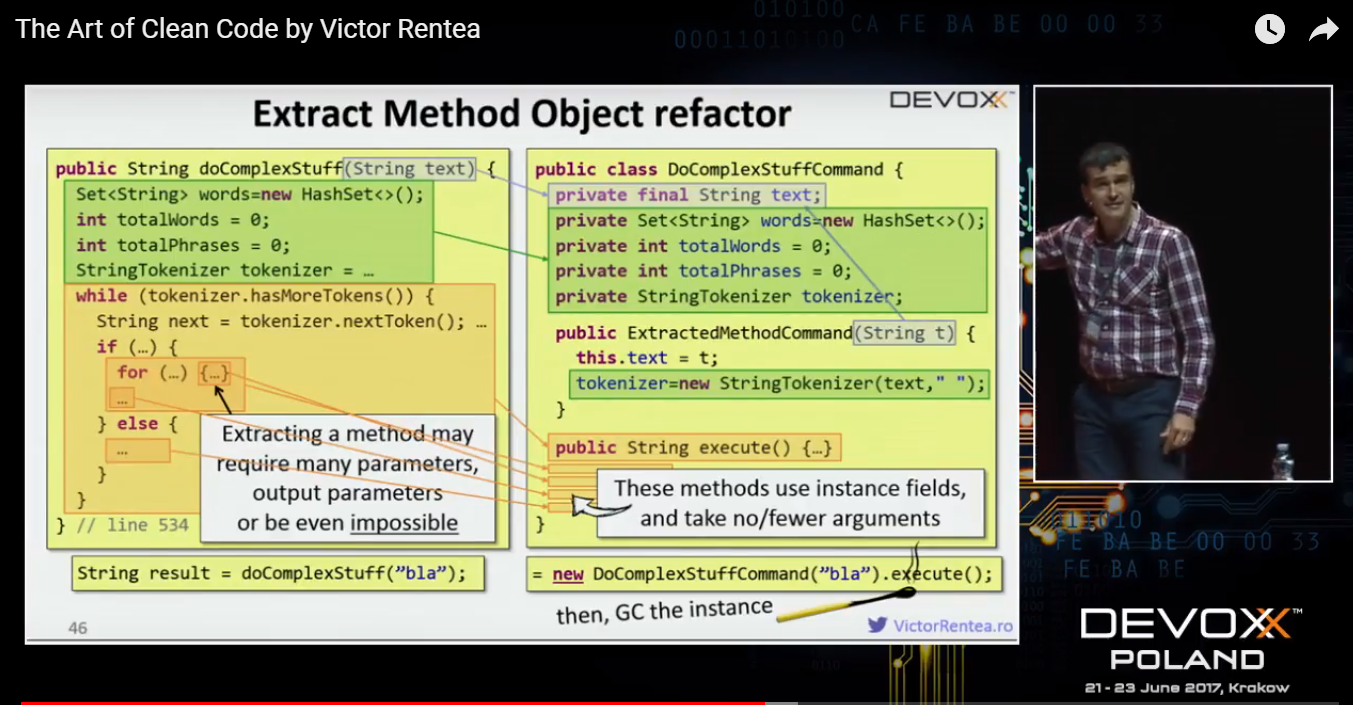 The Art of Clean Code by Victor Rentea
010100
CA FE BA BE 00 00 33
00011010100
DEVOXX™
Extract Method Object refactor
public String doComplexStuff(String text) {
Set<String> words=new HashSet<>();
int totalWords = 0;
int totalPhrases = 0;
StringTokenizer tokenizer = …
while (tokenizer.hasMoreTokens()) {
String next = tokenizer.nextToken(); …
if (…) {
for (…) {…}
…
} else {
…
}
}
} // line 534
Extracting a method may
require many parameters,
output parameters
or be even impossible
String result = doComplexStuff(”bla”);
public class DoComplexStuffCommand {
private final String text;
private Set<String> words=new HashSet<>();
private int totalWords = 0;
private int totalPhrases = 0;
private StringTokenizer tokenizer;
public ExtractedMethodCommand(String t) {
this.text = t;
tokenizer=new StringTokenizer(text," ");
}
public String execute() {…}
These methods use instance fields,
and take no/fewer arguments
}
= new DoComplexStuffCommand(”bla”).execute();
then, GC the instance
46
VictorRentea.ro
FE BA BE 00 00 33
FE BA BE
DEVOXX™
POLAND
21 - 23 June 2017, Krakow